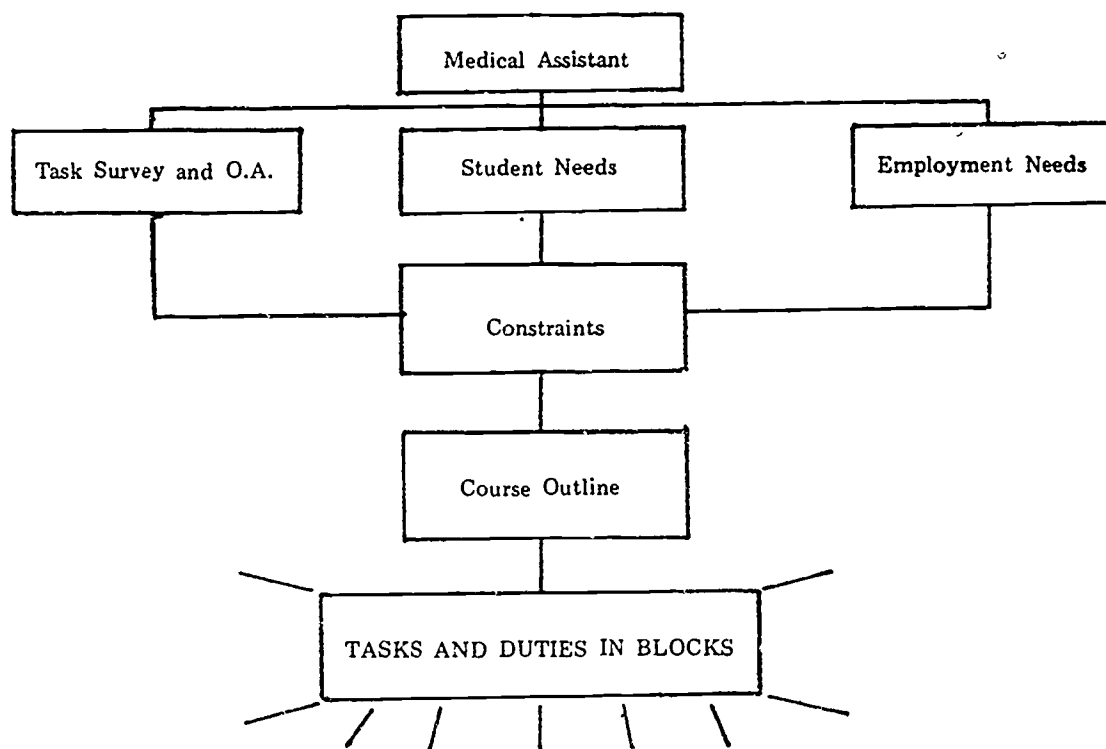 Medical Assistant
Task Survey and O.A.
Student Needs
Employment Needs
Constraints
Course Outline
TASKS AND DUTIES IN BLOCKS